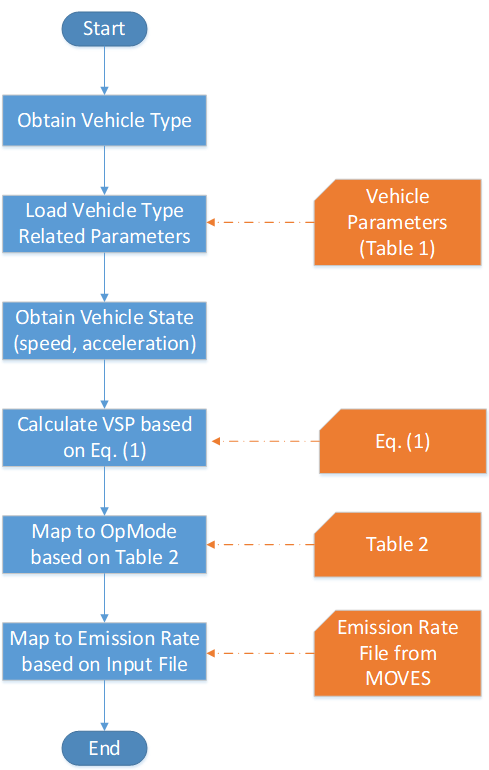 Start
Obtain Vehicle Type
Load Vehicle Type
Related Parameters
Vehicle
Parameters
(Table 1)
Obtain Vehicle State
(speed, acceleration)
Calculate VSP based
on Eq. (1)
Eq. (1)
Map to OpMode
based on Table 2
Table 2
Map to Emission Rate
based on Input File
Emission Rate
File from
MOVES
End